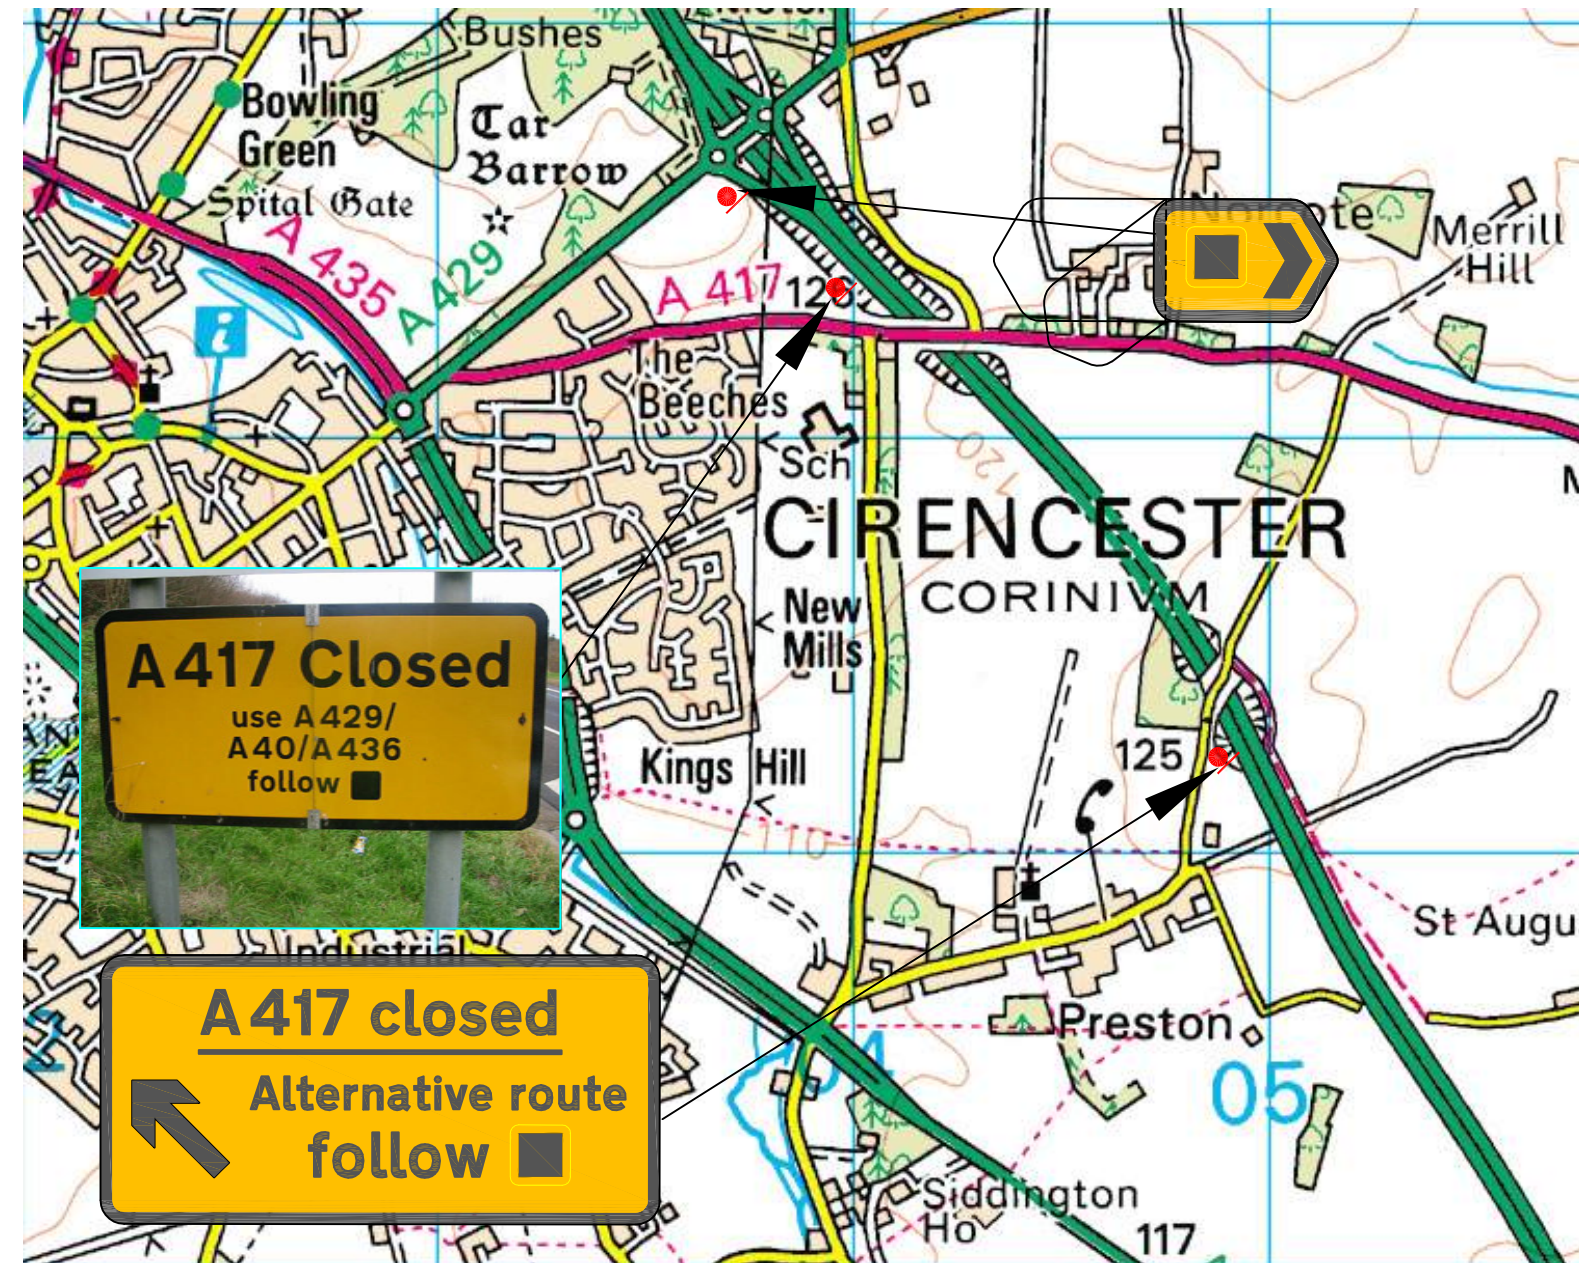 Bushes
Bowling
Green
Tar
Barrow
Spital Gate
A 435
A 429
A 417
Norcote
Merrill
Hill
The
Beeches
Sch
120
CIRENCESTER
CORINIVM
New
Mills
Kings Hill
125
A417 Closed
use A429/
A40/A436
follow
Industrial
St Augu
Preston
A417 closed
Alternative route
follow
05
Siddington
Ho
117